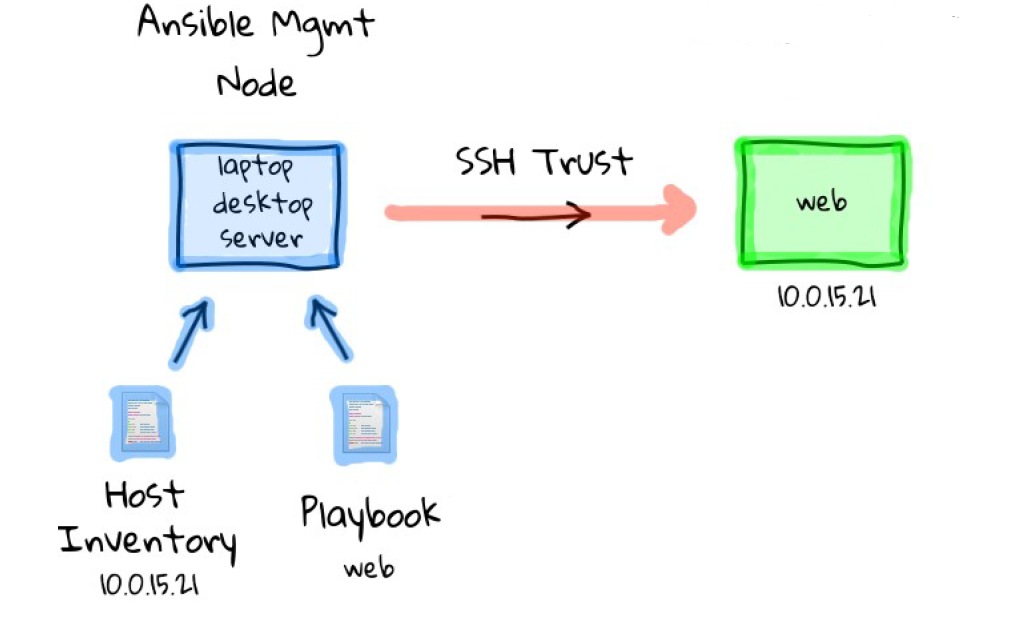 Ansible Mgmt
Node
laptop
desktop
server
SSH Trust
web
10.0.15.21
Host
Inventory
10.0.15.21
Playbook
web